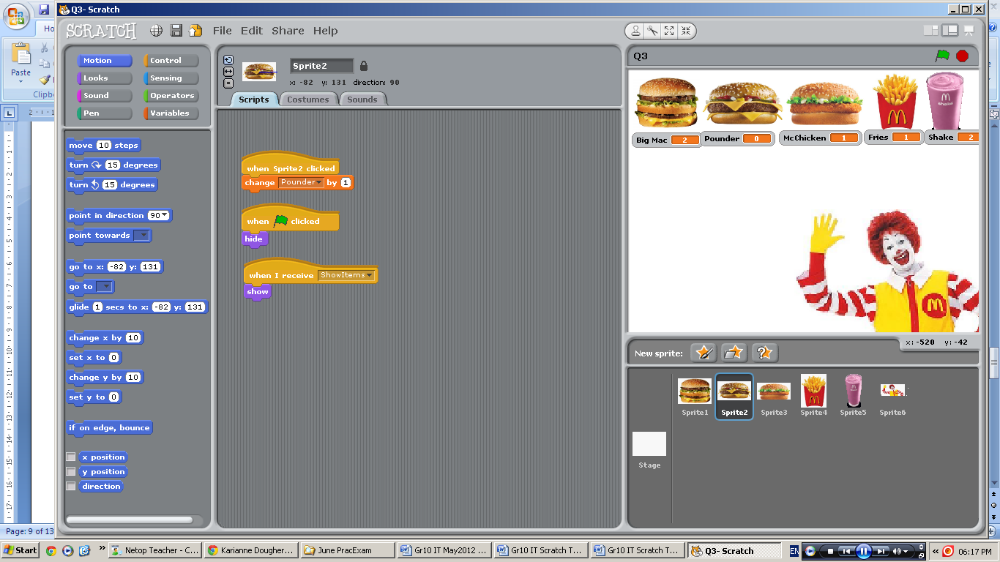 Q3- Scratch
SCRATCH
File Edit Share Help
Ho
Paste
Clipb
Motion
Control
Looks
Sensing
Sound
Operators
Pen
Variables
move 10 steps
turn 15 degrees
turn 15 degrees
point in direction 90
point towards
go to x: -82 y: 131
go to
glide 1 secs to x: -82 y: 131
change x by 10
set x to 0
change y by 10
set y to 0
if on edge, bounce
x position
y position
direction
Sprite2
x: -82 y: 131 direction: 90
Scripts Costumes Sounds
when Sprite2 clicked
change Pounder by 1
when clicked
hide
when I receive ShowItems
show
Q3
Big Mac 2
Pounder 0
McChicken 1
Fries 1
Shake 2
x: -520 y: -42
New sprite:
Sprite1
Sprite2
Sprite3
Sprite4
Sprite5
Sprite6
Stage
Page: 9 of 13
Start
Netop Teacher - C...
Karianne Dougher...
June PracExam
Gr10 IT May2012 ...
Gr10 IT Scratch T...
Gr10 IT Scratch T...
Q3- Scratch
EN
06:17 PM